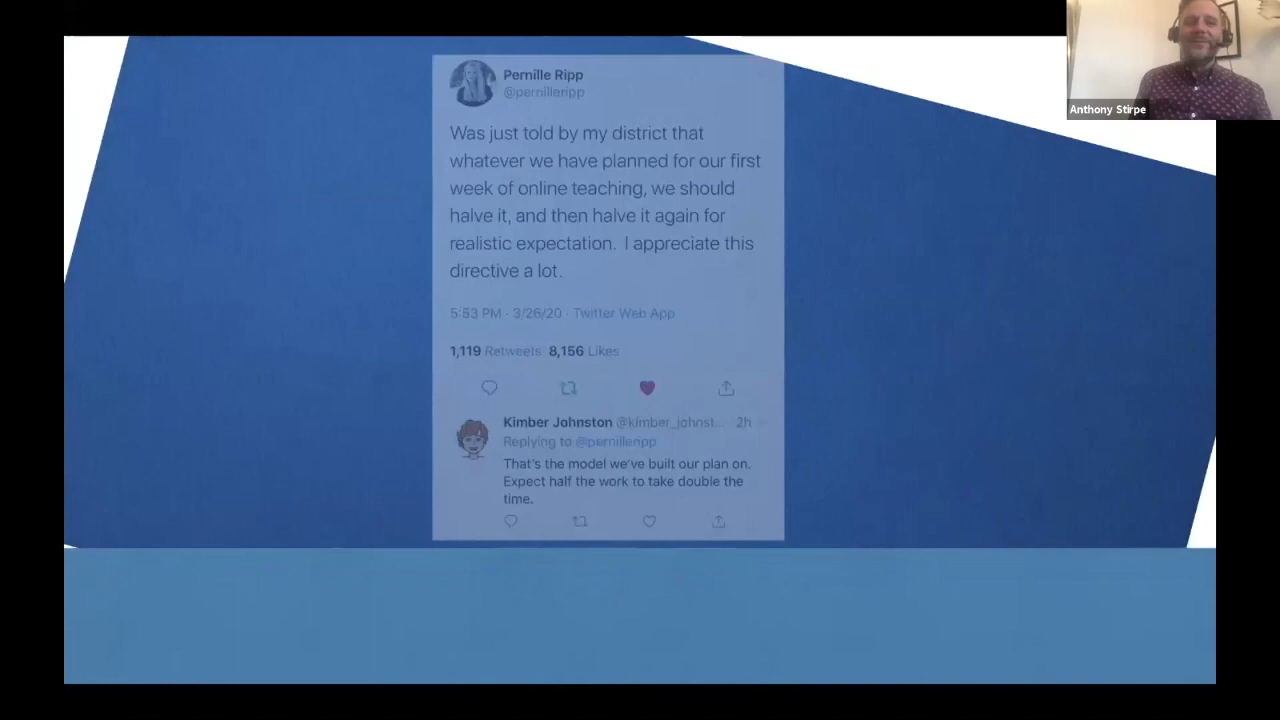 Pernille Ripp
@pernilleripp
Was just told by my district that
whatever we have planned for our first
week of online teaching, we should
halve it, and then halve it again for
realistic expectation. I appreciate this
directive a lot.
5:53 PM · 3/26/20 · Twitter Web App
1,119 Retweets 8,156 Likes
Kimber Johnston @kimber_johnst... 2h
Replying to @pernilleripp
That's the model we've built our plan on.
Expect half the work to take double the
time.
Anthony Stirpe